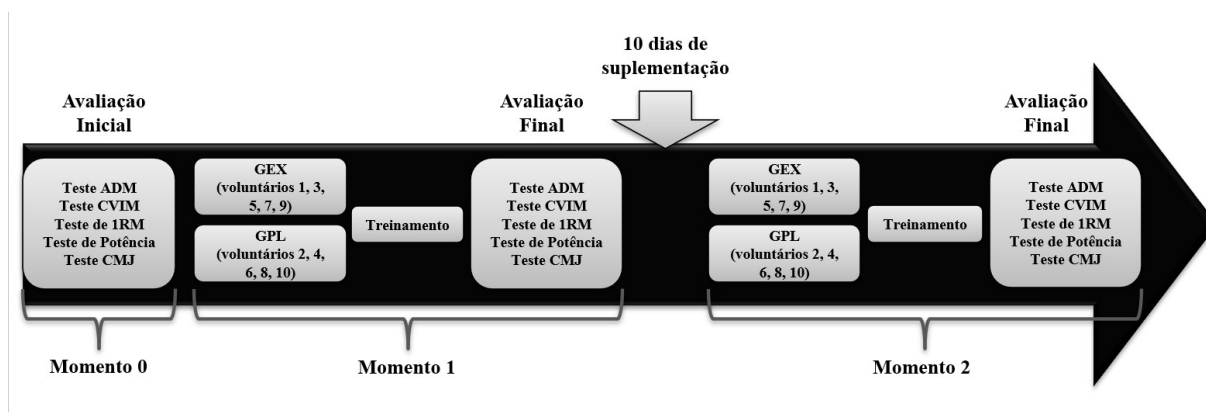 10 dias de
suplementação
Avaliação
Inicial
Avaliação
Final
Avaliação
Final
Teste ADM
Teste CVIM
Teste de 1RM
Teste de Potência
Teste CMJ
GEX
(voluntários 1, 3,
5, 7, 9)
GPL
(voluntários 2, 4,
6, 8, 10)
Treinamento
Teste ADM
Teste CVIM
Teste de 1RM
Teste de Potência
Teste CMJ
GEX
(voluntários 1, 3,
5, 7, 9)
GPL
(voluntários 2, 4,
6, 8, 10)
Treinamento
Teste ADM
Teste CVIM
Teste de 1RM
Teste de Potência
Teste CMJ
Momento 0
Momento 1
Momento 2